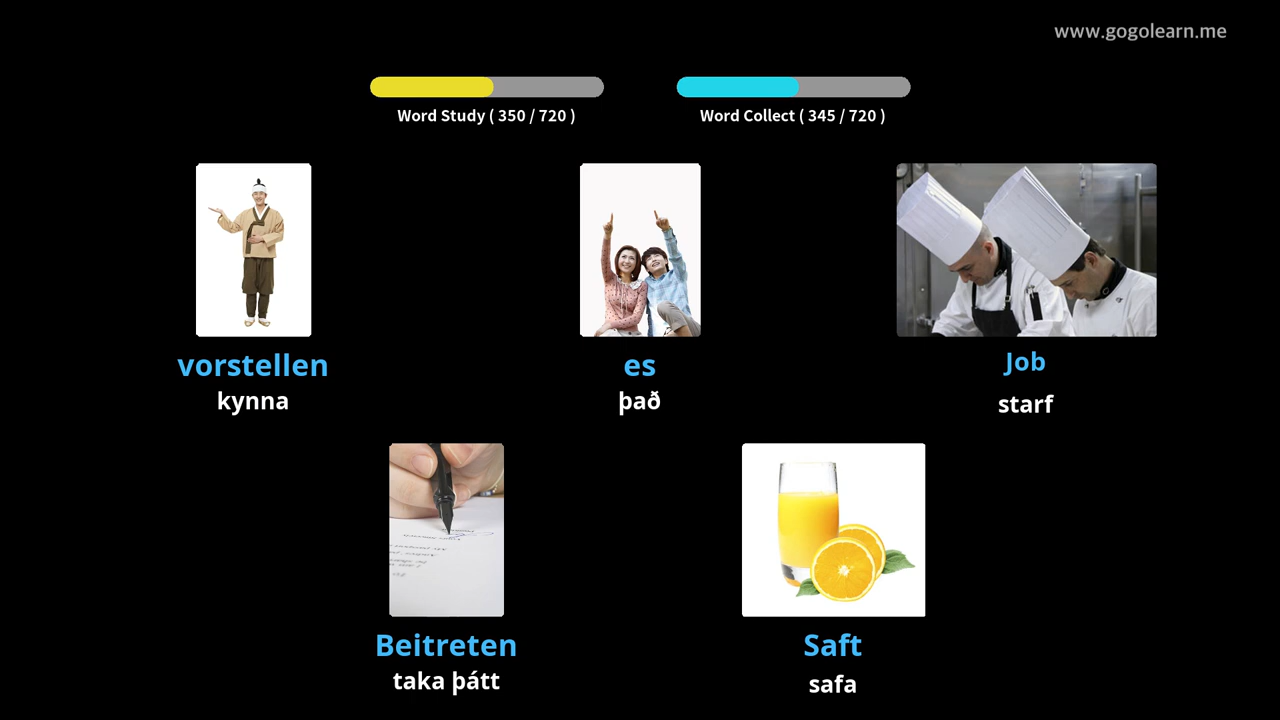 www.gogolearn.me
Word Study ( 350 / 720 )
Word Collect ( 345 / 720 )
vorstellen
kynna
es
það
Job
starf
Beitreten
taka þátt
Saft
safa